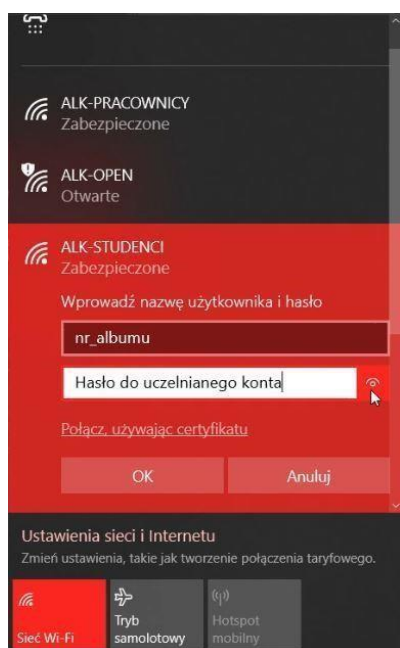 ALK-PRACOWNICY
Zabezpieczone
ALK-OPEN
Otwarte
ALK-STUDENCI
Zabezpieczone
Wprowadź nazwę użytkownika i hasło
nr_albumu
Hasło do uczelnianego konta
Połącz, używając certyfikatu
OK Anuluj
Ustawienia sieci i Internetu
Zmień ustawienia, takie jak tworzenie połączenia taryfowego.
Sieć Wi-Fi
Tryb samolotowy
Hotspot mobilny